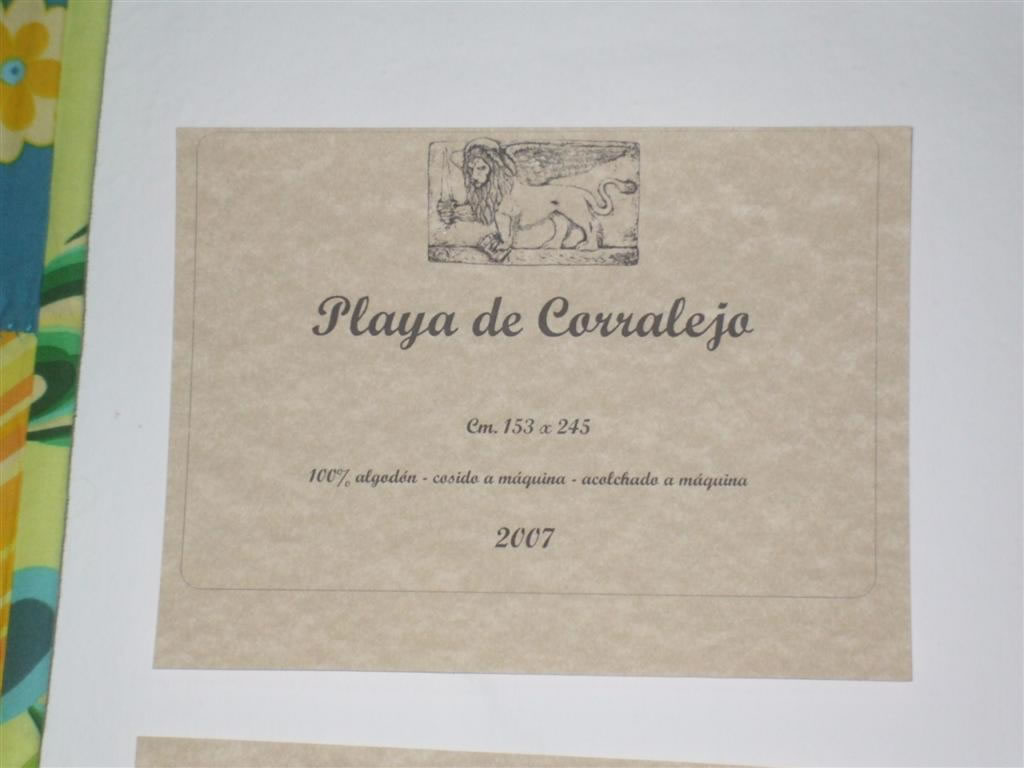 Playa de Corralejo
Cm. 153 x 245
100% algodón - cosido a máquina - acolchado a máquina
2007